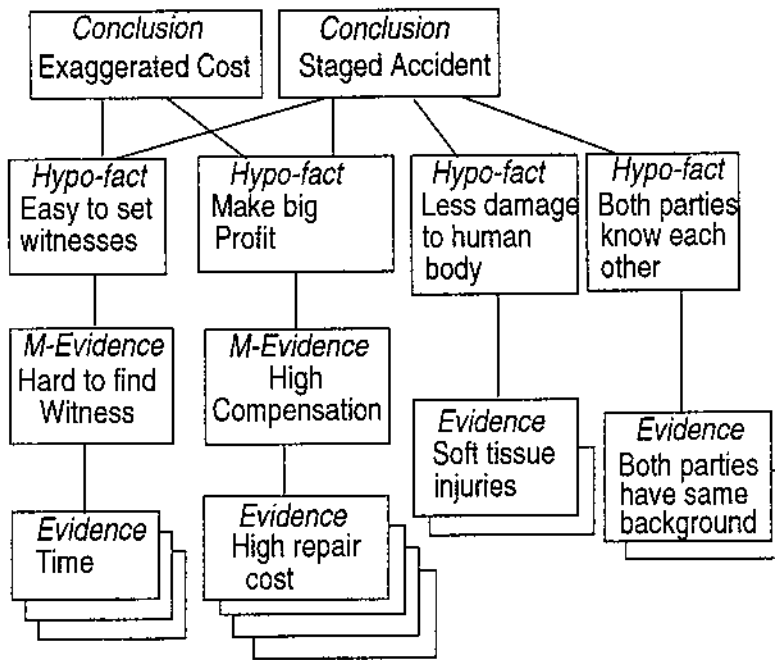 Conclusion
Exaggerated Cost
Conclusion
Staged Accident
Hypo-fact
Easy to set
witnesses
Hypo-fact
Make big
Profit
Hypo-fact
Less damage
to human
body
Hypo-fact
Both parties
know each
other
M-Evidence
Hard to find
Witness
M-Evidence
High
Compensation
Evidence
Soft tissue
injuries
Evidence
Both parties
have same
background
Evidence
Time
Evidence
High repair
cost